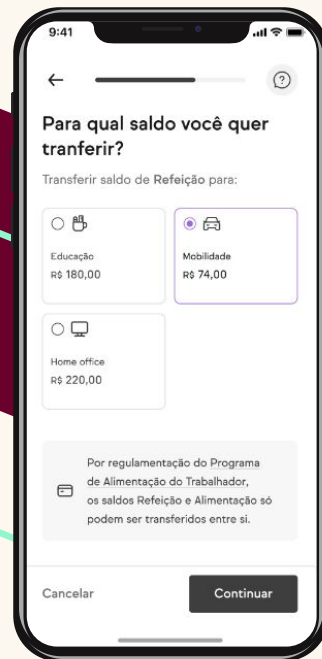 9:41
?
Para qual saldo você quer
tranferir?
Transferir saldo de Refeição para:
Educação
R$ 180,00
Mobilidade
R$ 74,00
Home office
R$ 220,00
Por regulamentação do Programa
de Alimentação do Trabalhador,
os saldos Refeição e Alimentação só
podem ser transferidos entre si.
Cancelar
Continuar